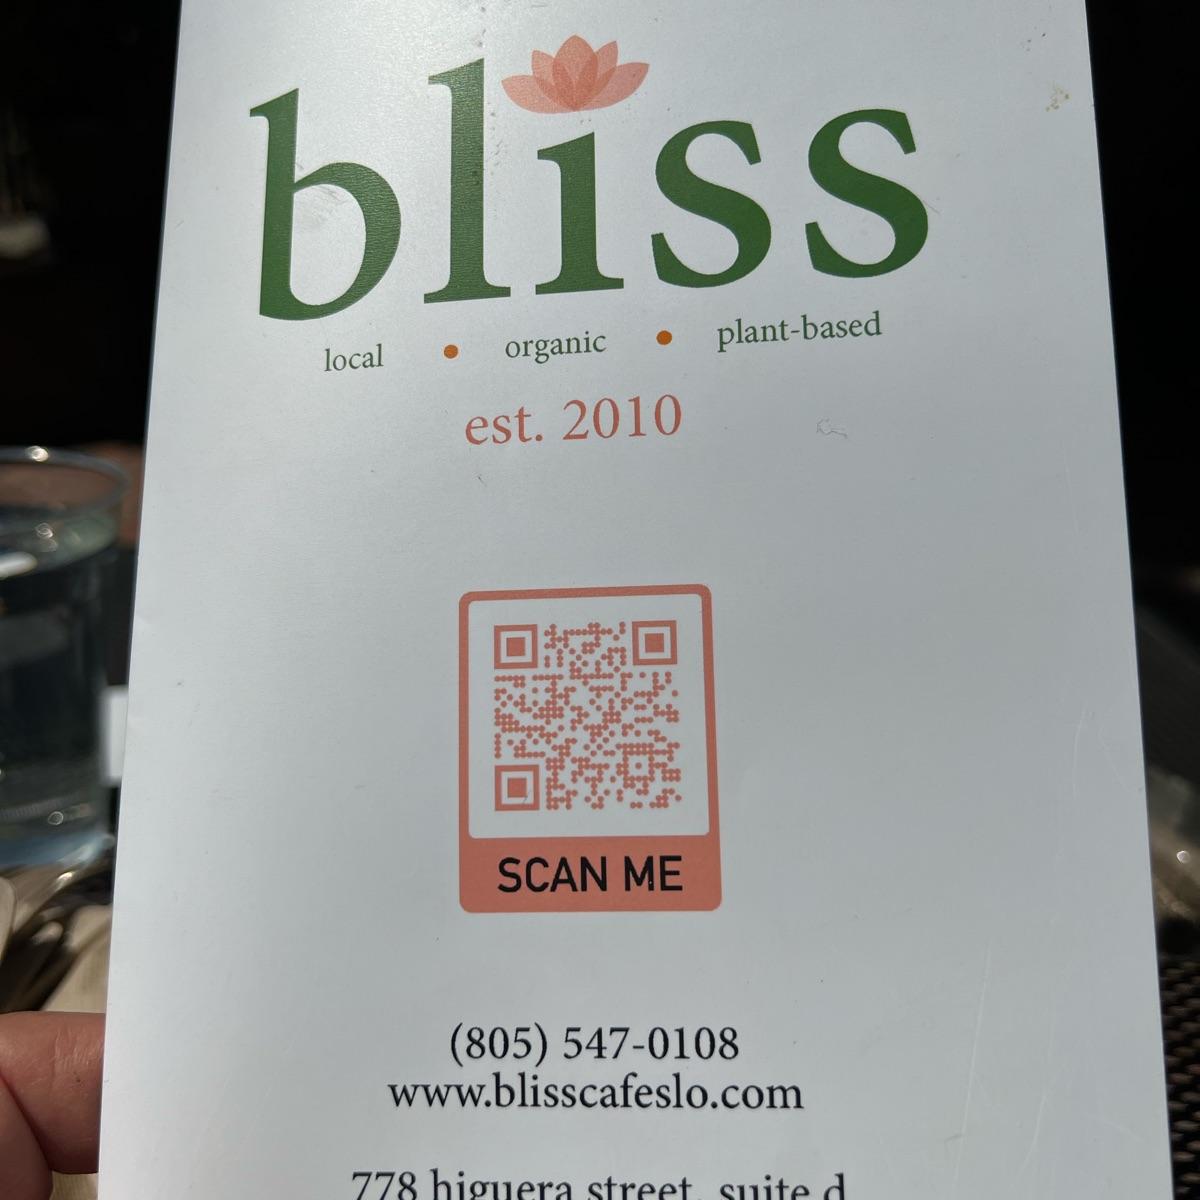 bliss
local • organic • plant-based
est. 2010
SCAN ME
(805) 547-0108
www.blisscafeslo.com
778 higuera street, suite d